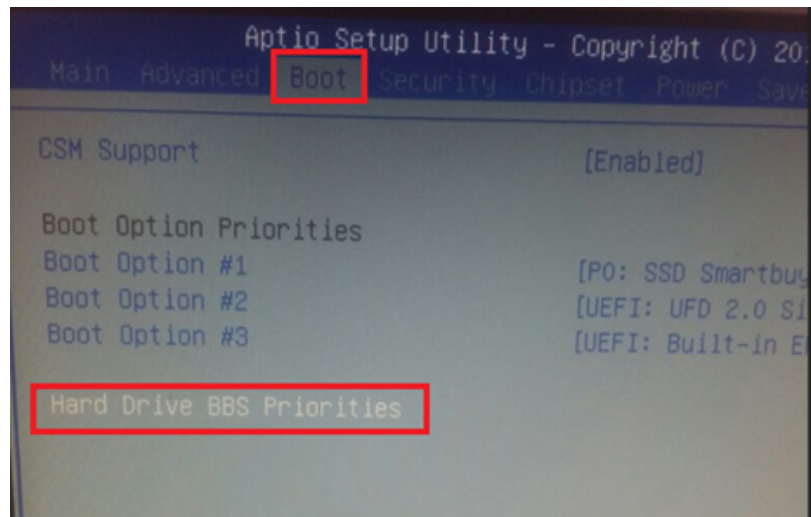 Aptio Setup Utility - Copyright (C) 20
Main Advanced Boot Security Chipset Power Save
CSM Support [Enabled]
Boot Option Priorities
Boot Option #1 [P0: SSD Smartbuy
Boot Option #2 [UEFI: UFD 2.0 Si
Boot Option #3 [UEFI: Built-in E
Hard Drive BBS Priorities